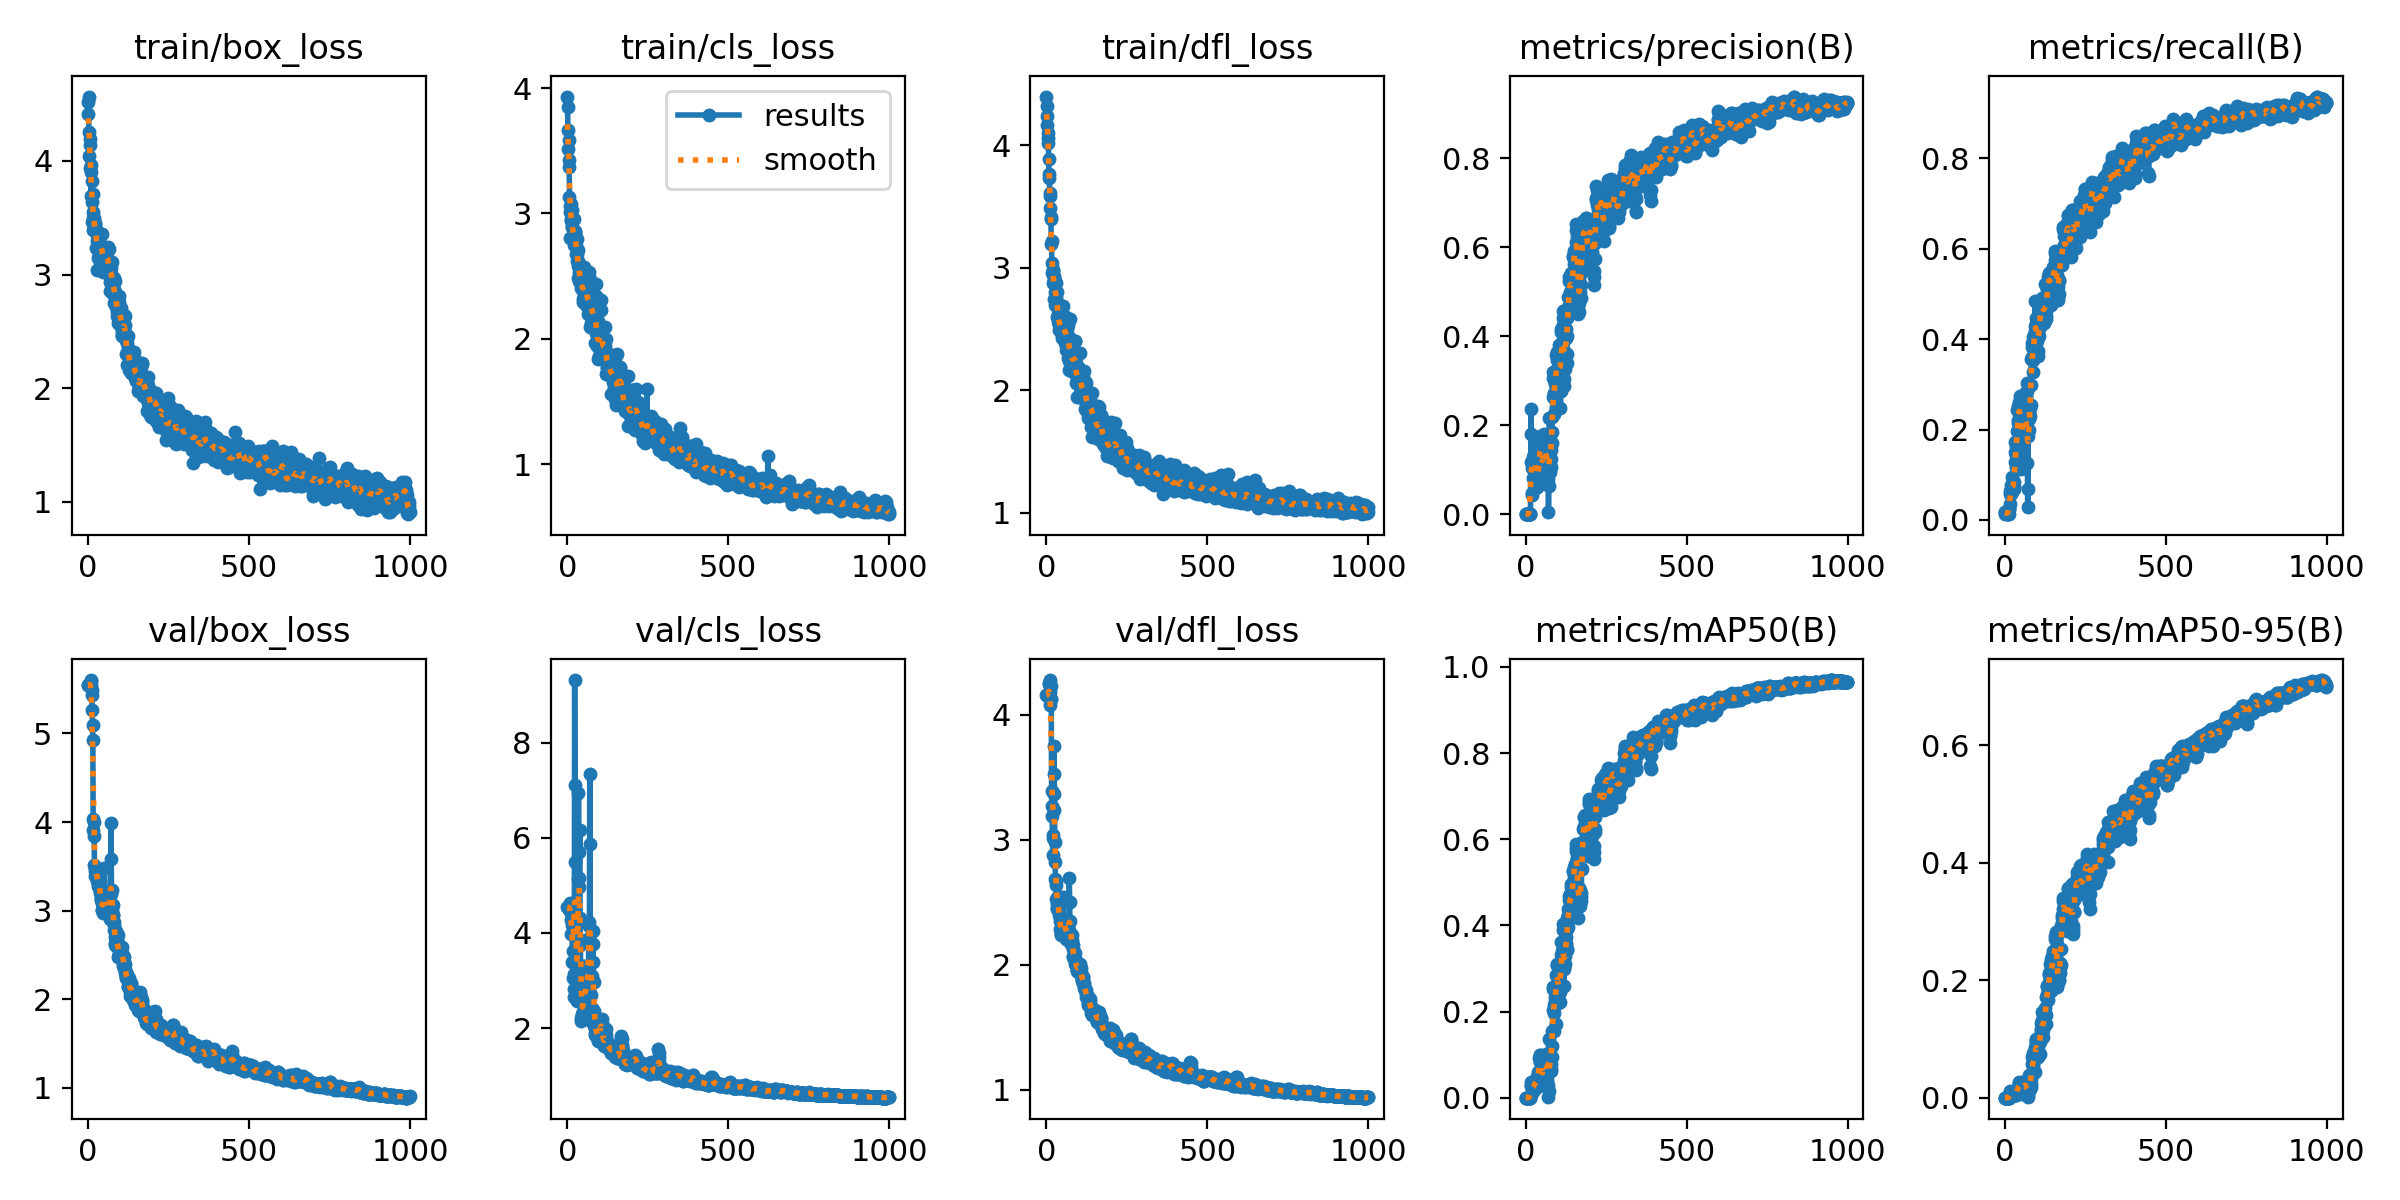 train/box_loss
4
3
2
1
0 500 1000
train/cls_loss
results
smooth
4
3
2
1
0 500 1000
train/dfl_loss
4
3
2
1
0 500 1000
metrics/precision(B)
0.8
0.6
0.4
0.2
0.0
0 500 1000
metrics/recall(B)
0.8
0.6
0.4
0.2
0.0
0 500 1000
val/box_loss
5
4
3
2
1
0 500 1000
val/cls_loss
8
6
4
2
0 500 1000
val/dfl_loss
4
3
2
1
0 500 1000
metrics/mAP50(B)
1.0
0.8
0.6
0.4
0.2
0.0
0 500 1000
metrics/mAP50-95(B)
0.6
0.4
0.2
0.0
0 500 1000